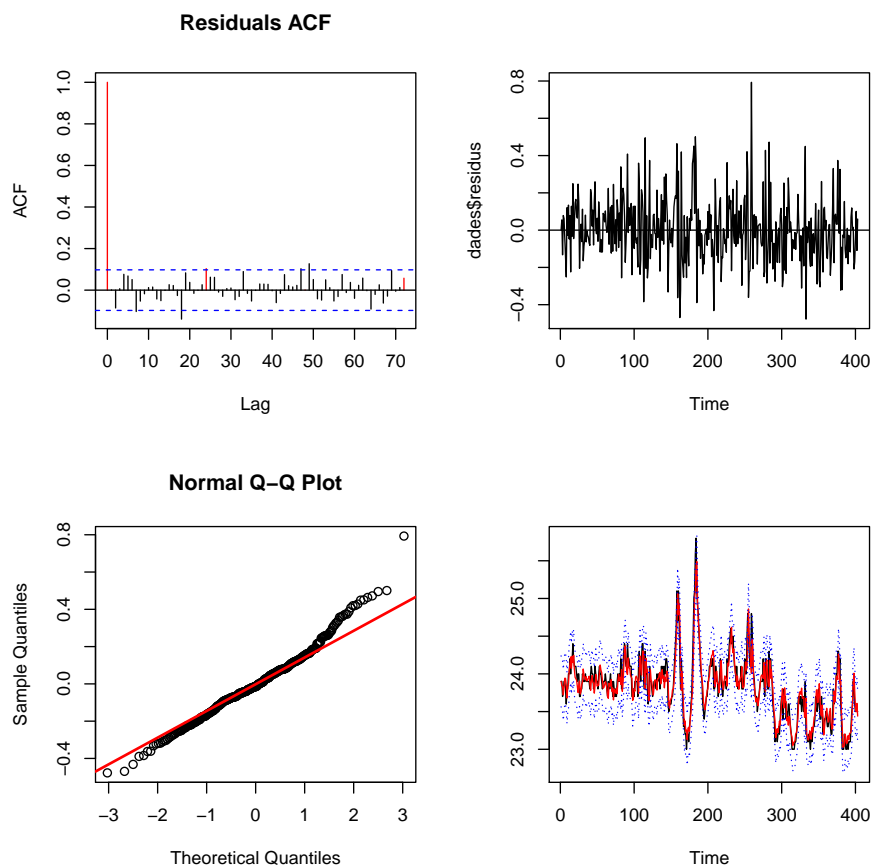 Residuals ACF
ACF
0.0 0.2 0.4 0.6 0.8 1.0
0 10 20 30 40 50 60 70
Lag
dades$residus
−0.4 0.0 0.4 0.8
0 100 200 300 400
Time
Normal Q−Q Plot
Sample Quantiles
−0.4 0.0 0.4 0.8
−3 −2 −1 0 1 2 3
Theoretical Quantiles
23.0 24.0 25.0
0 100 200 300 400
Time